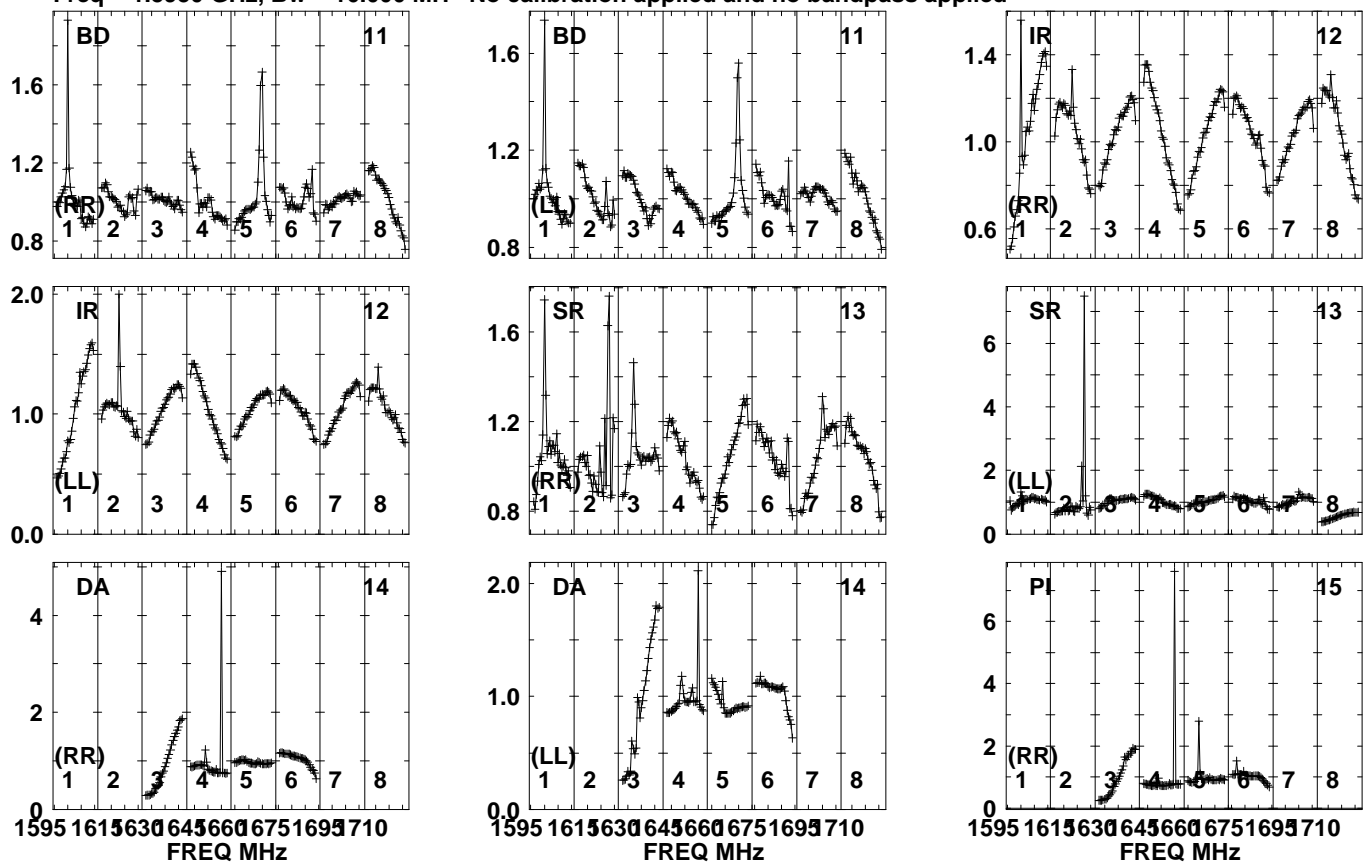 Freq = GHz, Bw = MH No calibration applied and no bandpass applied
BD 11
1.6
1.2
0.8
(RR)
1 2 3 4 5 6 7 8
BD 11
1.6
1.2
0.8
(LL)
1 2 3 4 5 6 7 8
IR 12
1.4
1.0
0.6
(RR)
1 2 3 4 5 6 7 8
IR 12
2.0
1.0
0.0
(LL)
1 2 3 4 5 6 7 8
SR 13
1.6
1.2
0.8
(RR)
1 2 3 4 5 6 7 8
SR 13
6
4
2
0
(LL)
1 2 3 4 5 6 7 8
DA 14
4
2
0
(RR)
1 2 3 4 5 6 7 8
1595 1615 1630 1645 1660 1675 1695 1710
FREQ MHz
DA 14
2.0
1.0
0.0
(LL)
1 2 3 4 5 6 7 8
1595 1615 1630 1645 1660 1675 1695 1710
FREQ MHz
PI 15
6
4
2
0
(RR)
1 2 3 4 5 6 7 8
1595 1615 1630 1645 1660 1675 1695 1710
FREQ MHz